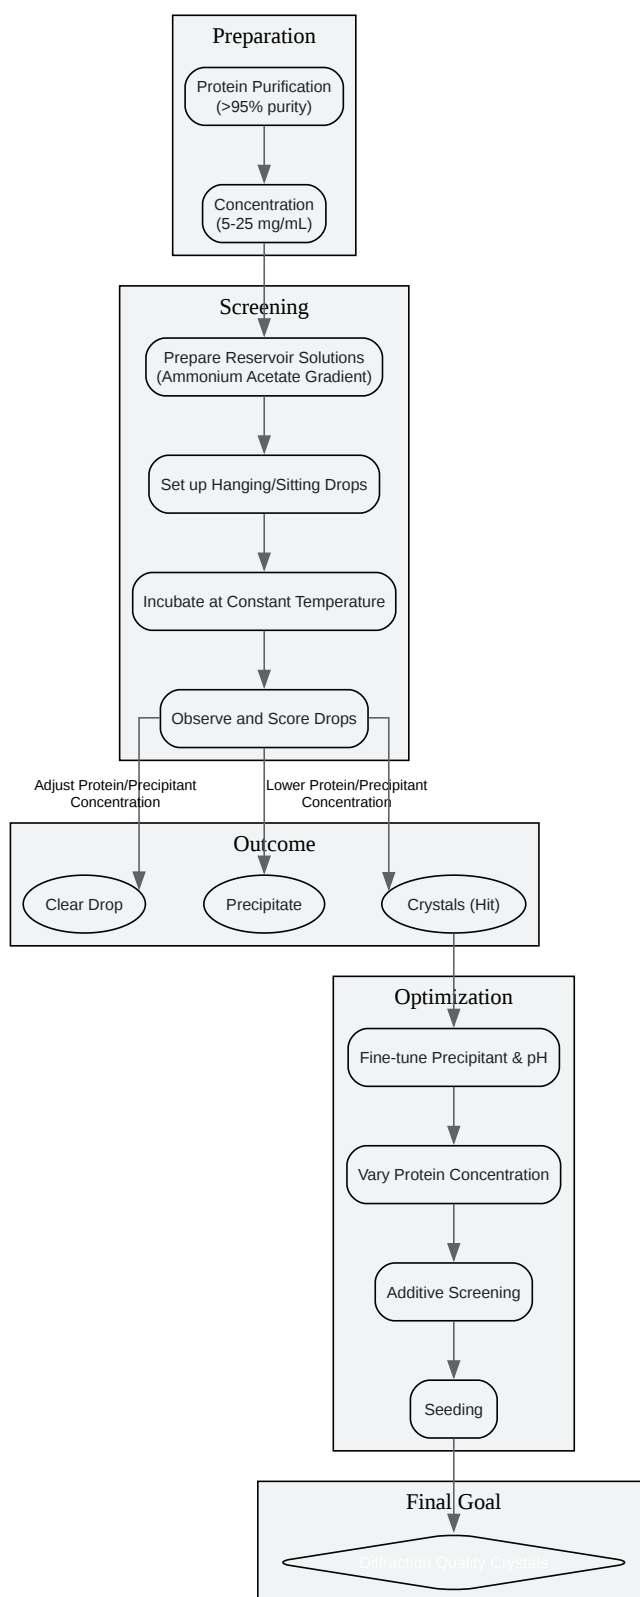 Preparation
Protein Purification
(>95% purity)
Concentration
(5-25 mg/mL)
Screening
Prepare Reservoir Solutions
(Ammonium Acetate Gradient)
Set up Hanging/Sitting Drops
Incubate at Constant Temperature
Observe and Score Drops
Adjust Protein/Precipitant
Concentration
Lower Protein/Precipitant
Concentration
Outcome
Clear Drop
Precipitate
Crystals (Hit)
Optimization
Fine-tune Precipitant & pH
Vary Protein Concentration
Additive Screening
Seeding
Final Goal
Diffraction Quality Crystals